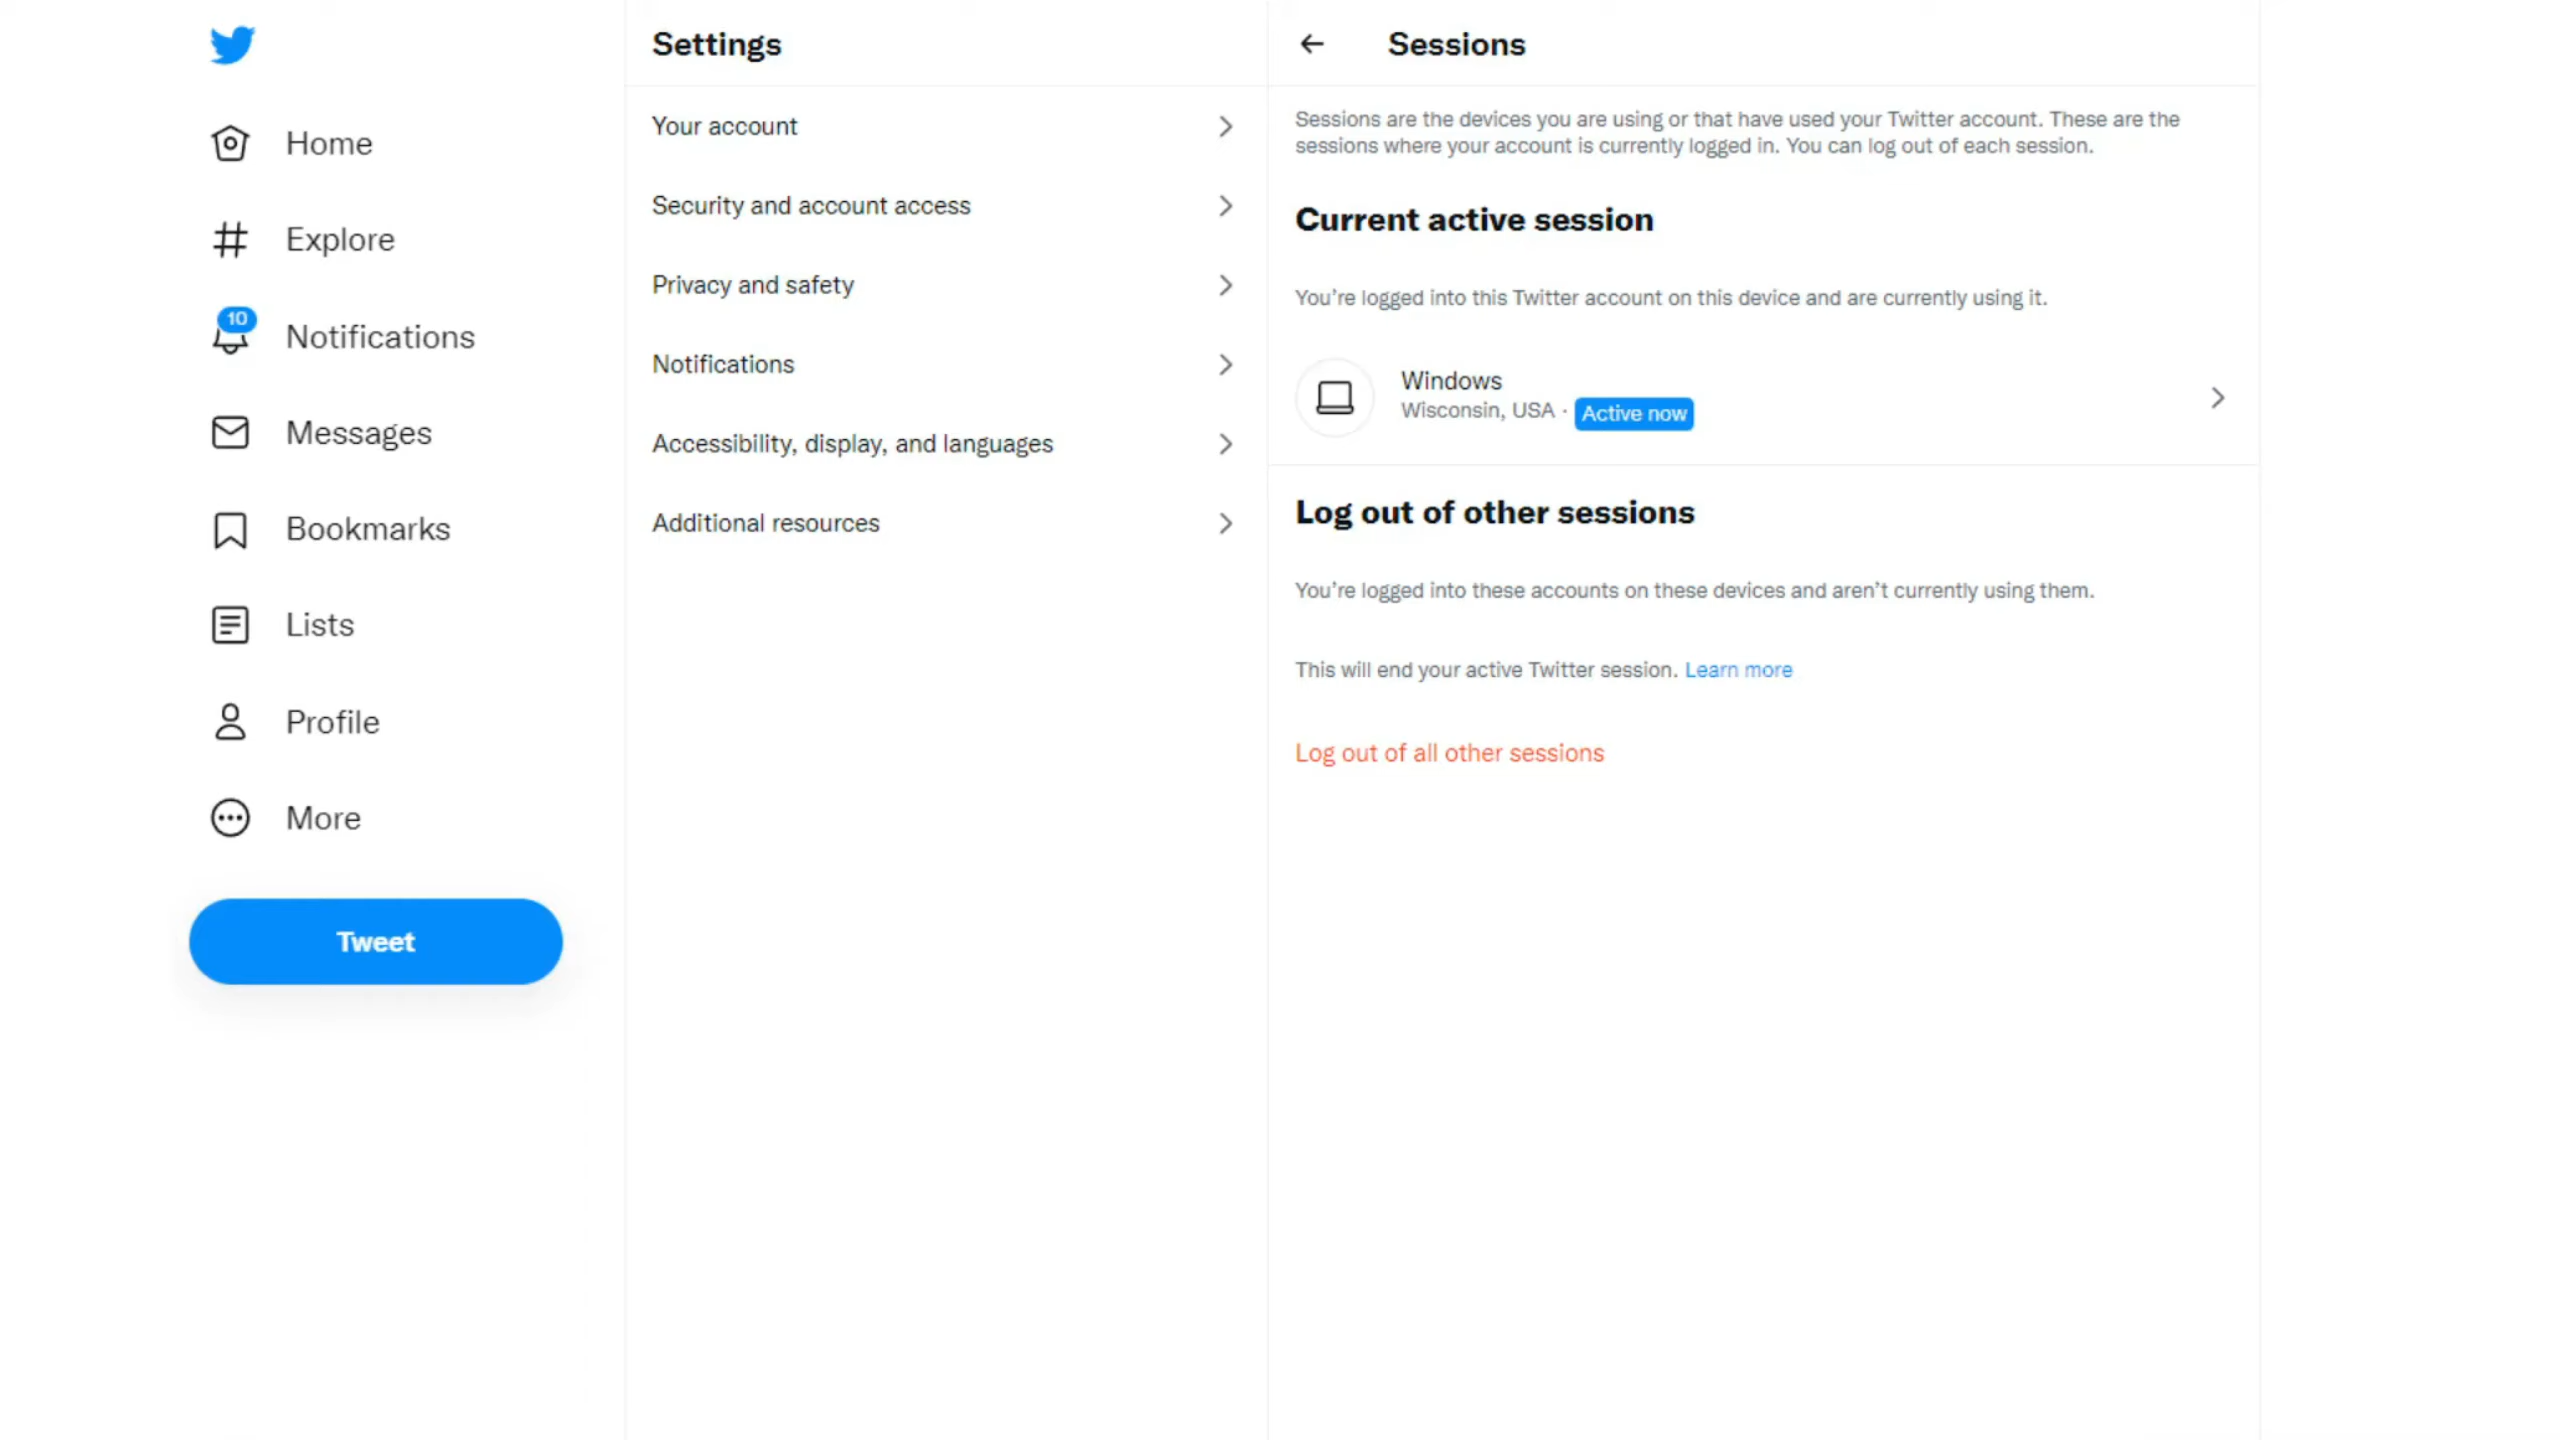 Home
Explore
10
Notifications
Messages
Bookmarks
Lists
Profile
More
Tweet
Settings
Your account
Security and account access
Privacy and safety
Notifications
Accessibility, display, and languages
Additional resources
Sessions
Sessions are the devices you are using or that have used your Twitter account. These are the
sessions where your account is currently logged in. You can log out of each session.
Current active session
You’re logged into this Twitter account on this device and are currently using it.
Windows
Wisconsin, USA · Active now
Log out of other sessions
You’re logged into these accounts on these devices and aren’t currently using them.
This will end your active Twitter session. Learn more
Log out of all other sessions